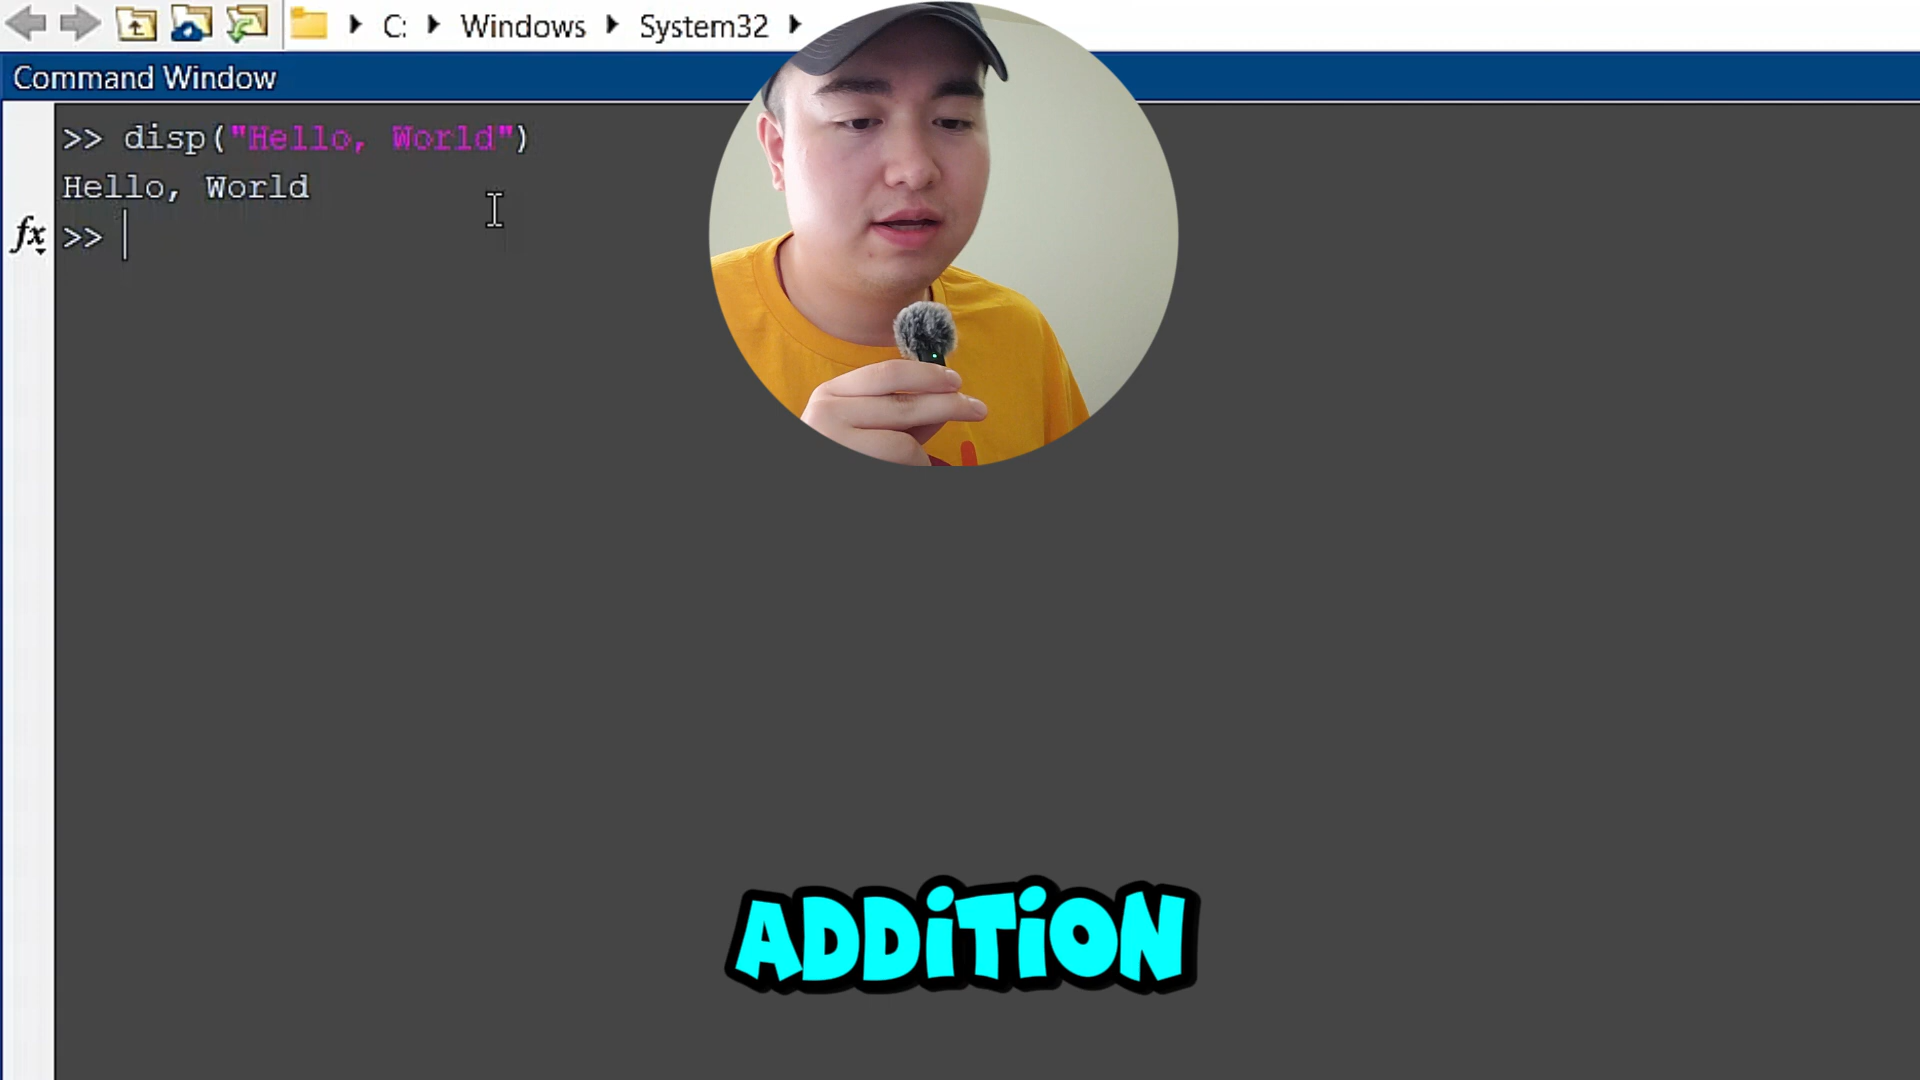 C: Windows System32
Command Window
>> disp("Hello, World")
Hello, World
fx >>
ADDiTiON